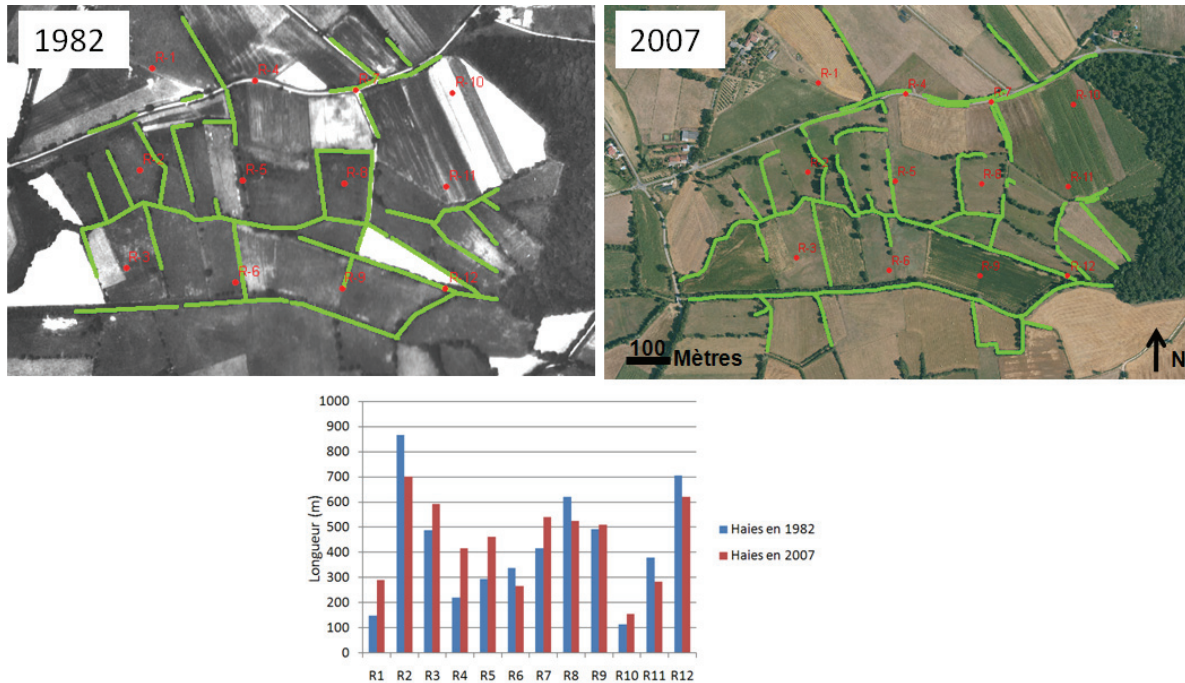 1982
R-1
R-4
R-7
R-10
R-2
R-5
R-8
R-11
R-3
R-6
R-9
R-12
2007
R-1
R-4
R-7
R-10
R-2
R-5
R-8
R-11
R-3
R-6
R-9
R-12
100 Mètres
N
Longueur (m)
1000
900
800
700
600
500
400
300
200
100
0
R1 R2 R3 R4 R5 R6 R7 R8 R9 R10 R11 R12
Haies en 1982
Haies en 2007